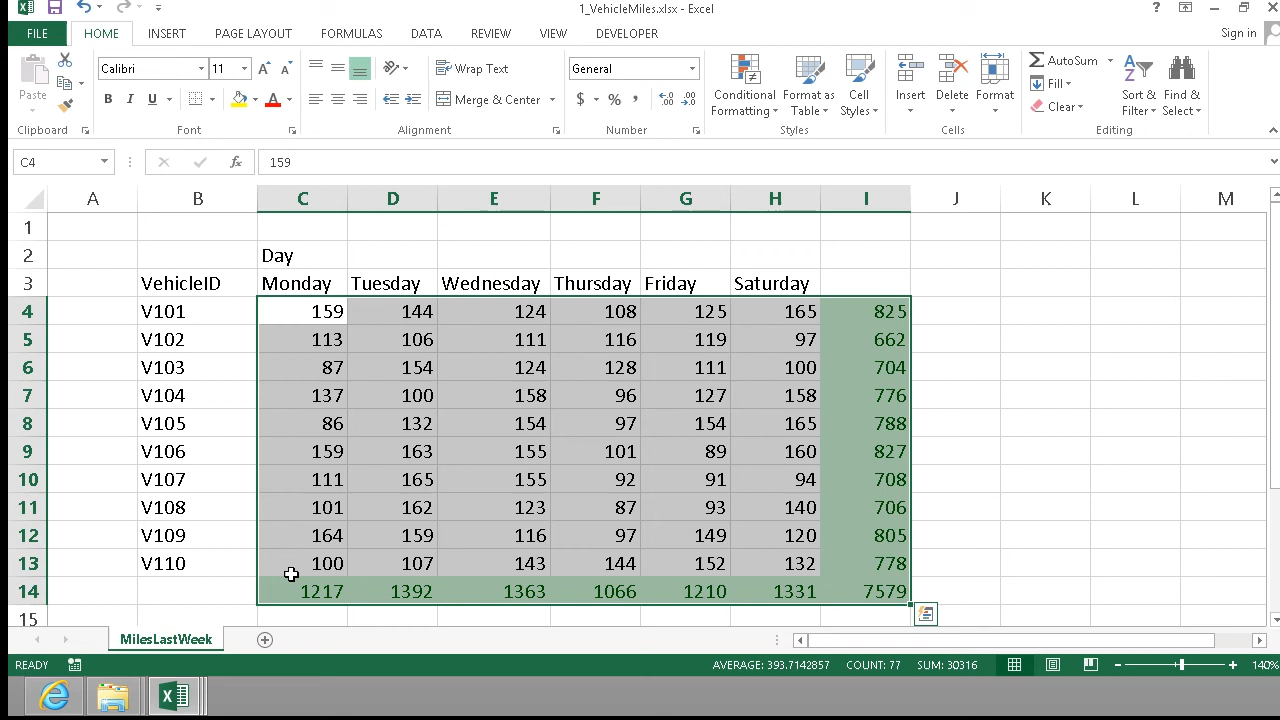 1_VehicleMiles.xlsx - Excel
?
FILE HOME INSERT PAGE LAYOUT FORMULAS DATA REVIEW VIEW DEVELOPER Sign in
Paste
Calibri 11
B I U A
Wrap Text
Merge & Center
General
$ % ,
Conditional Formatting
Format as Table
Cell Styles
Insert Delete Format
AutoSum
Fill
Clear
Sort & Filter
Find & Select
Clipboard Font Alignment Number Styles Cells Editing
C4 fx 159
A B C D E F G H I J K L M
1
2 Day
3 VehicleID Monday Tuesday Wednesday Thursday Friday Saturday
4 V101 159 144 124 108 125 165 825
5 V102 113 106 111 116 119 97 662
6 V103 87 154 124 128 111 100 704
7 V104 137 100 158 96 127 158 776
8 V105 86 132 154 97 154 165 788
9 V106 159 163 155 101 89 160 827
10 V107 111 165 155 92 91 94 708
11 V108 101 162 123 87 93 140 706
12 V109 164 159 116 97 149 120 805
13 V110 100 107 143 144 152 132 778
14 1217 1392 1363 1066 1210 1331 7579
15
MilesLastWeek
READY AVERAGE: 393.7142857 COUNT: 77 SUM: 30316 140%